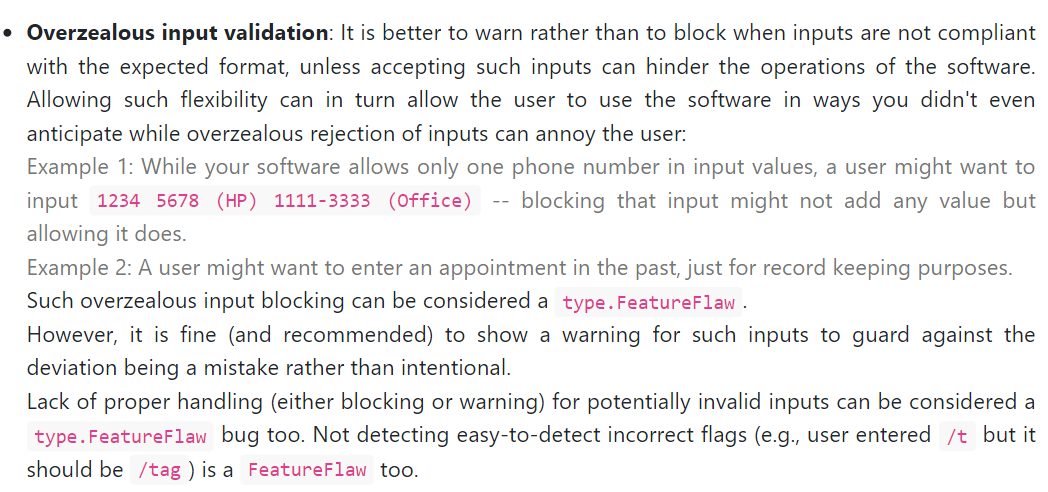 • Overzealous input validation: It is better to warn rather than to block when inputs are not compliant
with the expected format, unless accepting such inputs can hinder the operations of the software.
Allowing such flexibility can in turn allow the user to use the software in ways you didn't even
anticipate while overzealous rejection of inputs can annoy the user:
Example 1: While your software allows only one phone number in input values, a user might want to
input 1234 5678 (HP) 1111-3333 (Office) -- blocking that input might not add any value but
allowing it does.
Example 2: A user might want to enter an appointment in the past, just for record keeping purposes.
Such overzealous input blocking can be considered a type.FeatureFlaw .
However, it is fine (and recommended) to show a warning for such inputs to guard against the
deviation being a mistake rather than intentional.
Lack of proper handling (either blocking or warning) for potentially invalid inputs can be considered a
type.FeatureFlaw bug too. Not detecting easy-to-detect incorrect flags (e.g., user entered /t but it
should be /tag ) is a FeatureFlaw too.